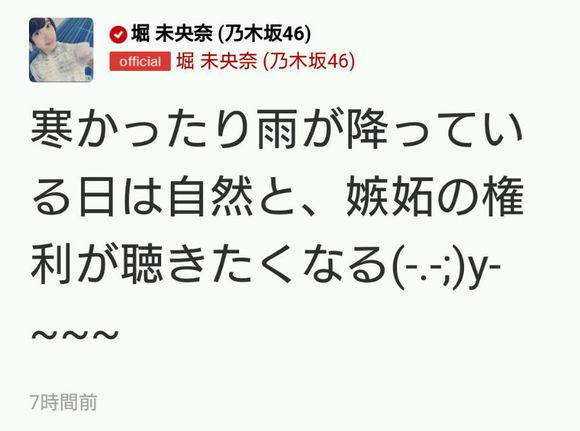 堀 未央奈 (乃木坂46)
official 堀 未央奈 (乃木坂46)
寒かったり雨が降ってい
る日は自然と、嫉妬の権
利が聴きたくなる(-.-;)y-
~~~
7時間前